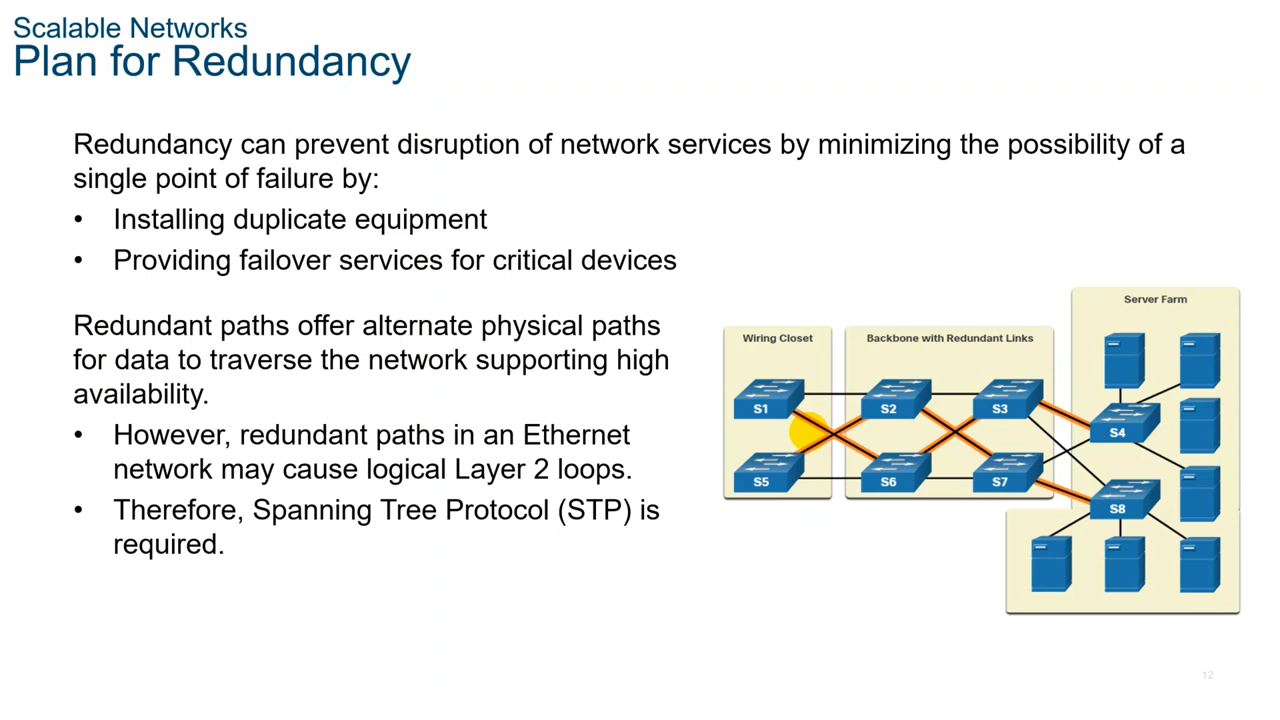 Scalable Networks
Plan for Redundancy
Redundancy can prevent disruption of network services by minimizing the possibility of a
single point of failure by:
• Installing duplicate equipment
• Providing failover services for critical devices
Redundant paths offer alternate physical paths
for data to traverse the network supporting high
availability.
• However, redundant paths in an Ethernet
network may cause logical Layer 2 loops.
• Therefore, Spanning Tree Protocol (STP) is
required.
Server Farm
Wiring Closet
Backbone with Redundant Links
S1
S2
S3
S4
S5
S6
S7
S8
12